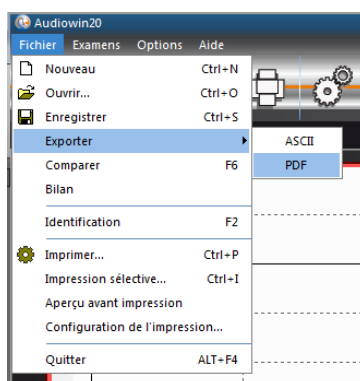 Audiowin20
Fichier Examens Options Aide
Nouveau Ctrl+N
Ouvrir... Ctrl+O
Enregistrer Ctrl+S
Exporter
ASCII
Comparer F6
PDF
Bilan
Identification F2
Imprimer... Ctrl+P
Impression sélective... Ctrl+I
Aperçu avant impression
Configuration de l'impression...
Quitter ALT+F4